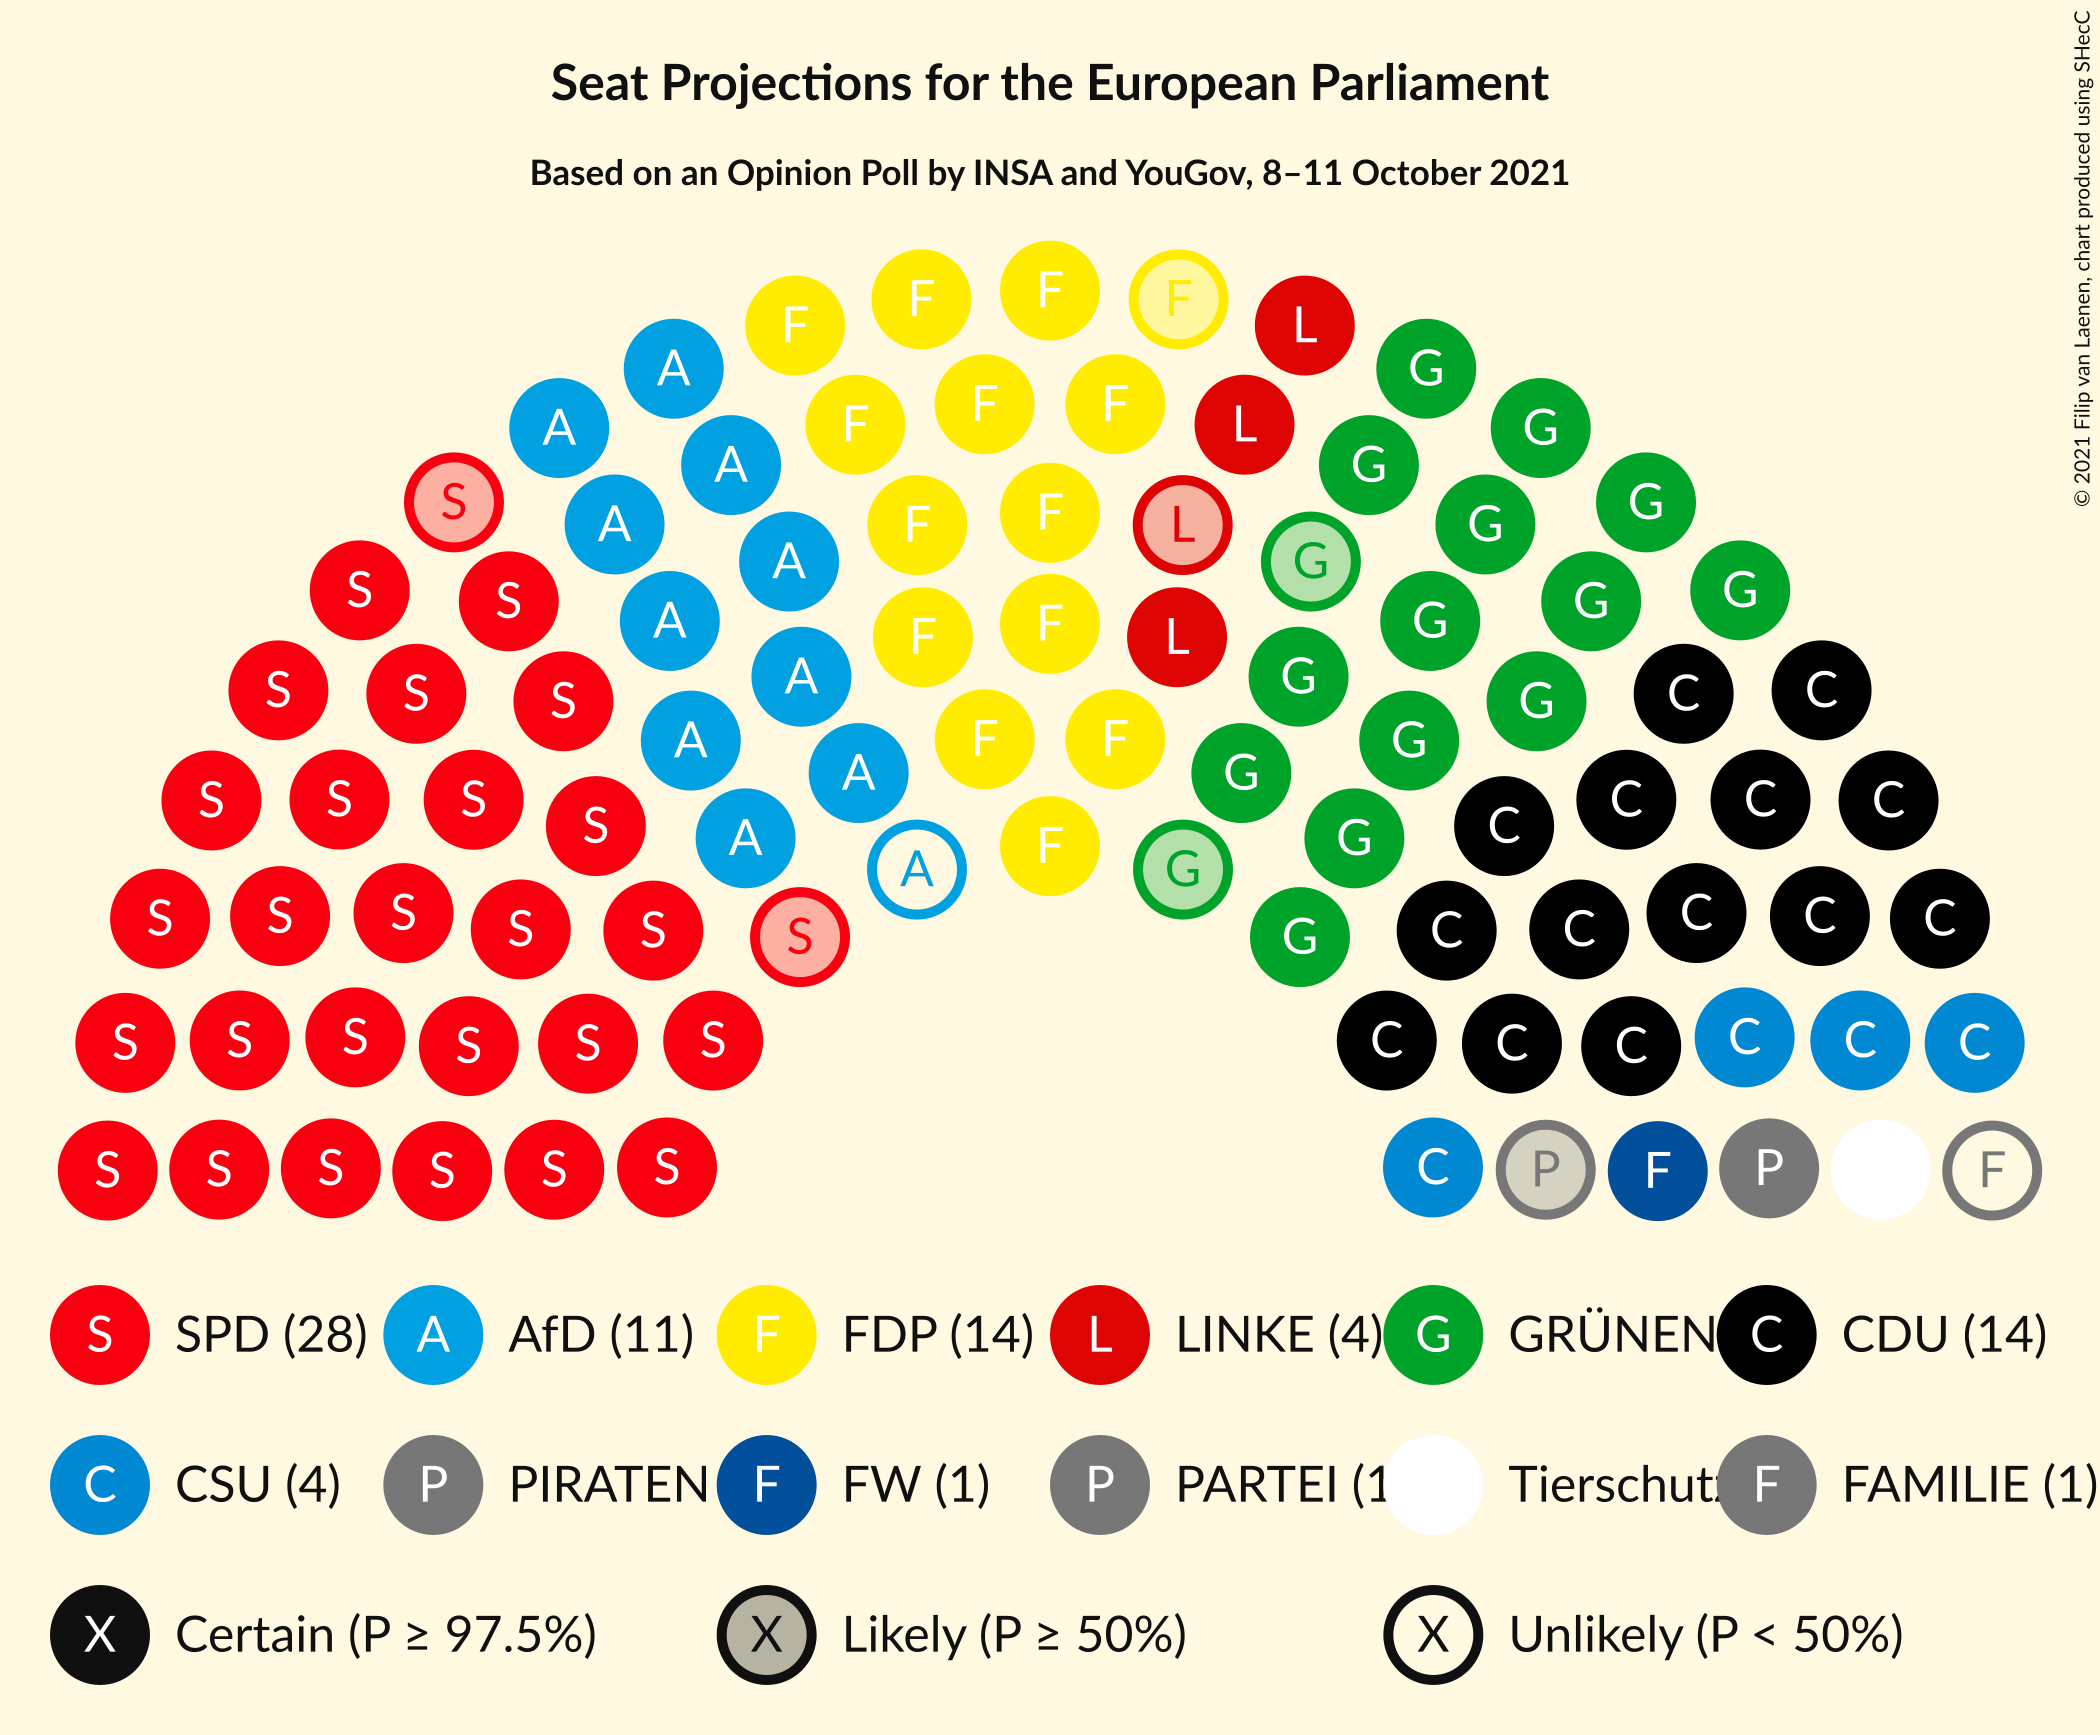 Seat Projections for the European Parliament
Based on an Opinion Poll by INSA and YouGov, 8–11 October 2021
© 2021 Filip van Laenen, chart produced using SHecC
F F F F L
A A F F F L G G
S A A F F L G G G G
S S A A F F L G G G G
S S S A A F F G G G C C
S S S S A A F G G C C C C
S S S S S S A G G C C C C C
S S S S S S C C C C C C
S S S S S S C P F P F
S SPD (28) A AfD (11) F FDP (14) L LINKE (4) G GRÜNEN C CDU (14)
C CSU (4) P PIRATEN F FW (1) P PARTEI (1 Tierschutz F FAMILIE (1)
X Certain (P ≥ 97.5%) X Likely (P ≥ 50%) X Unlikely (P < 50%)